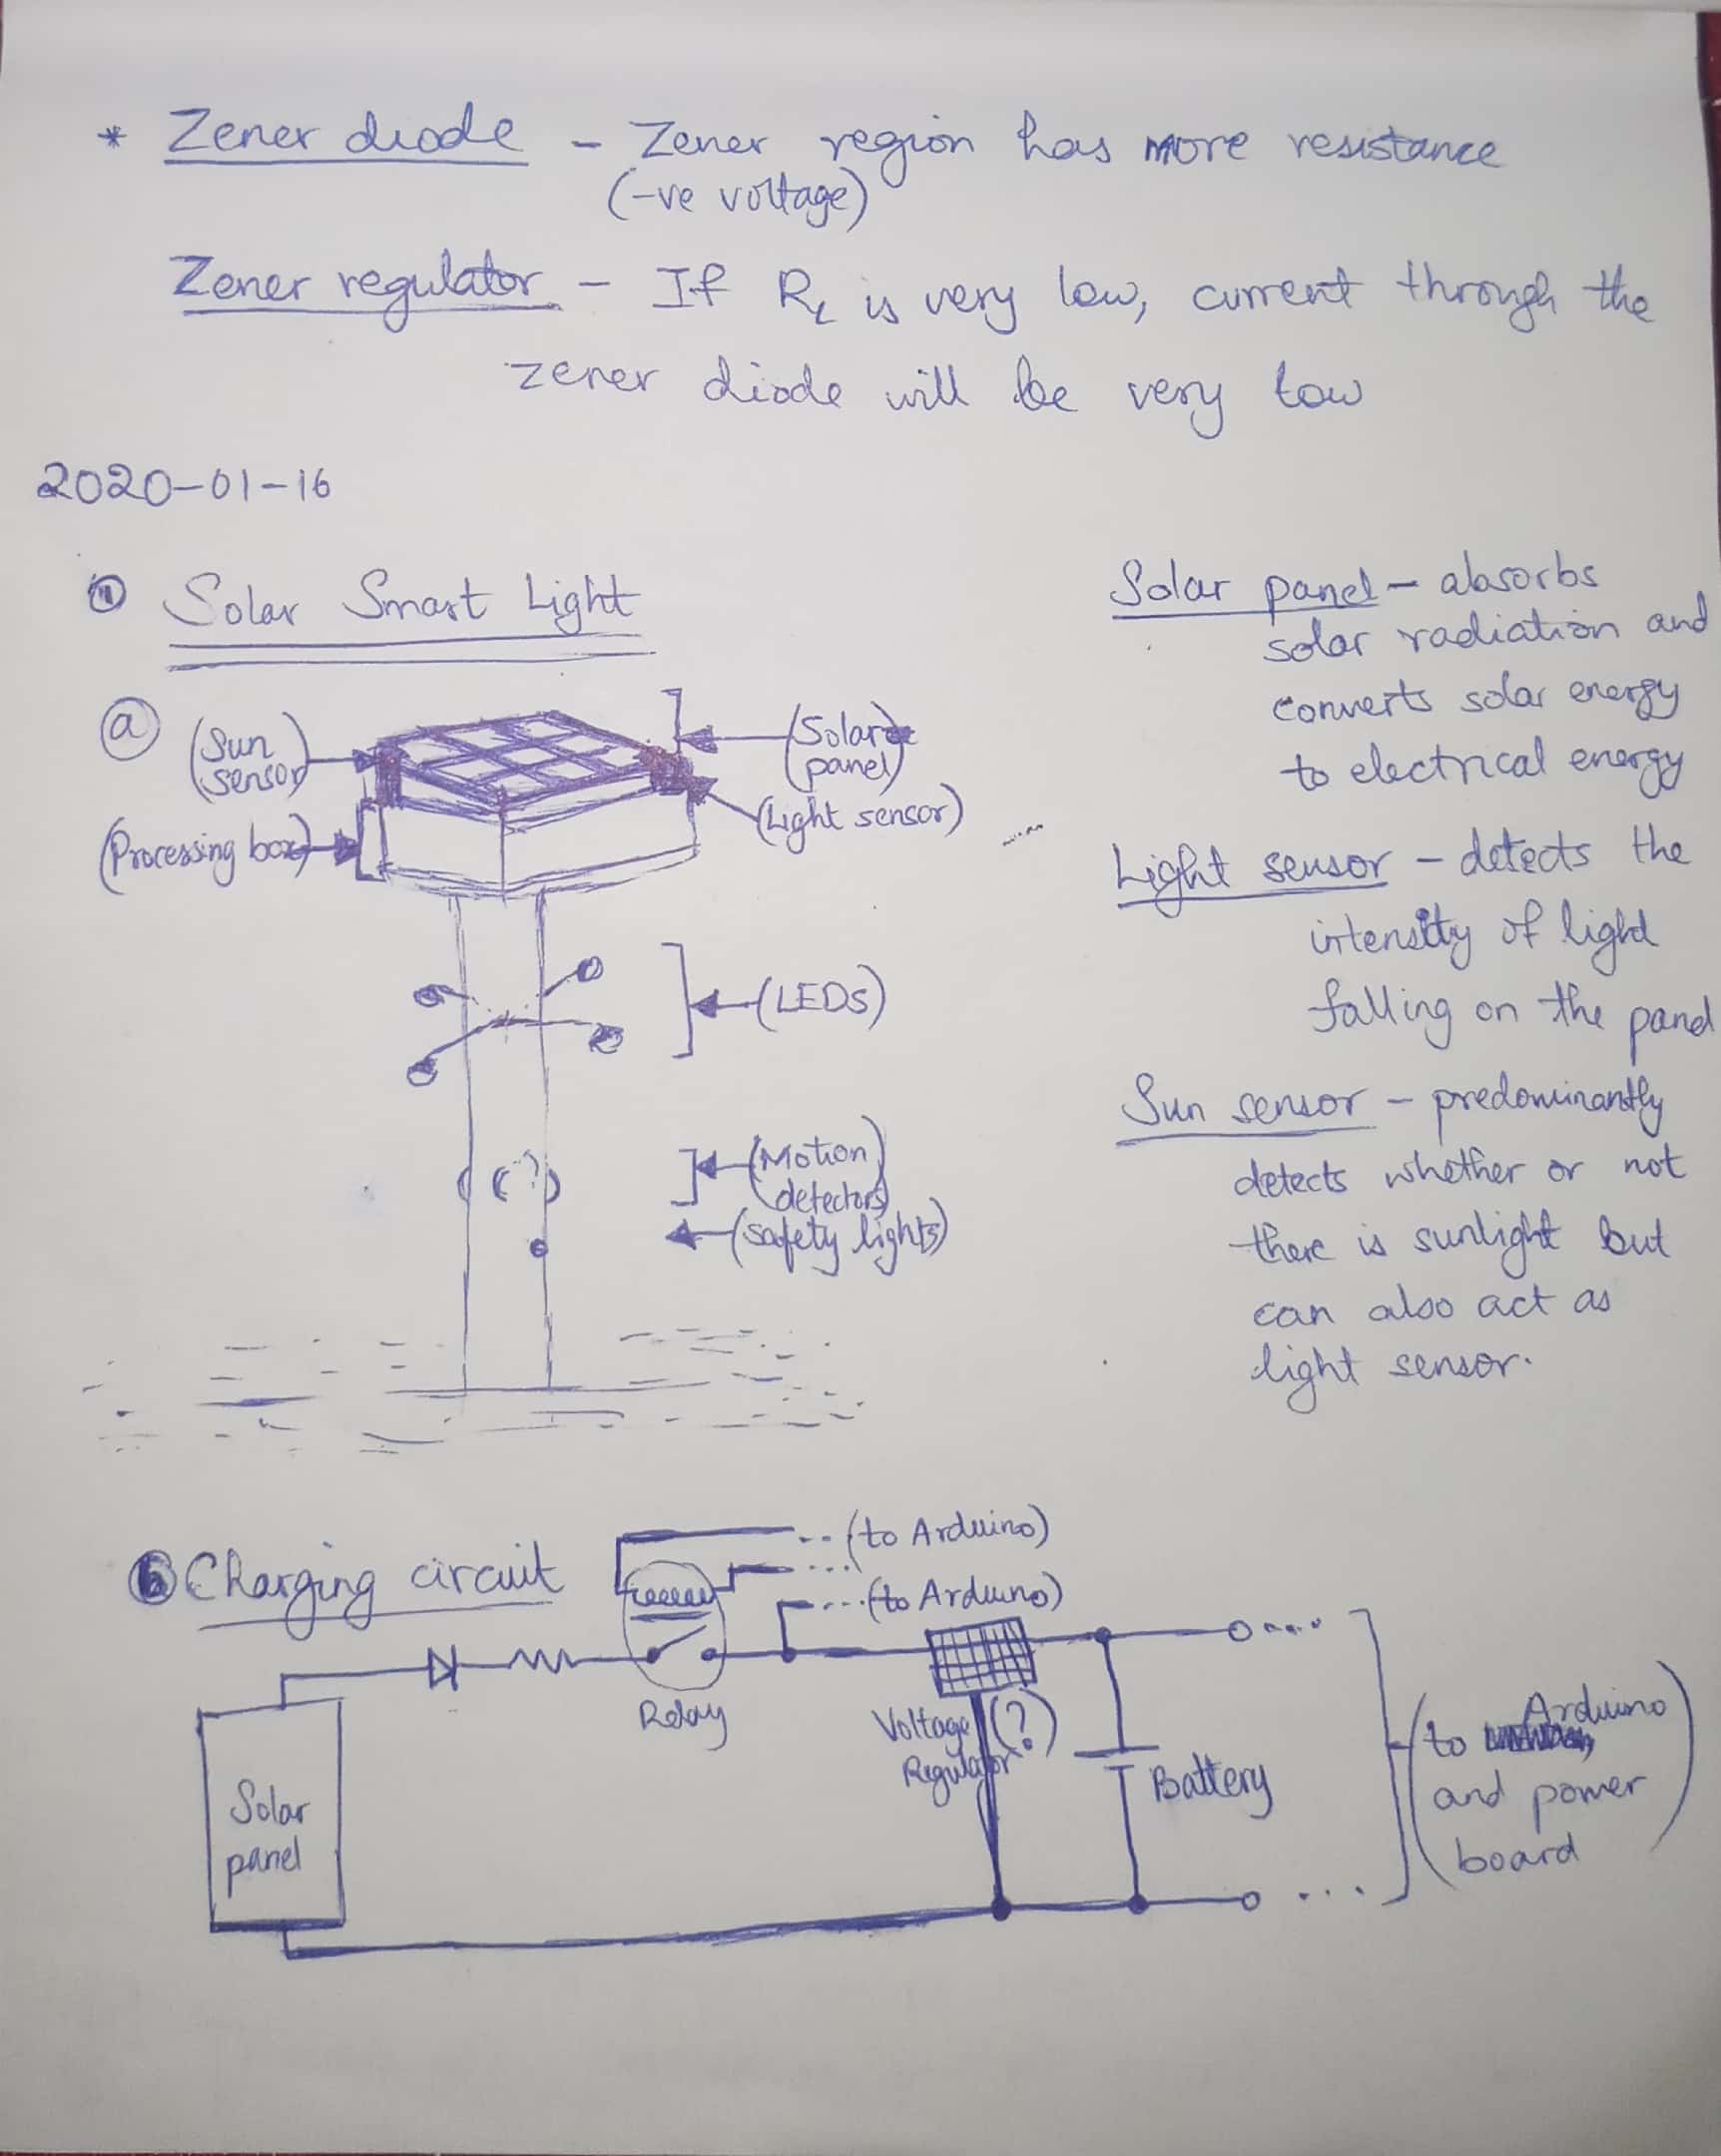 * Zener diode - Zener region has more resistance
(-ve voltage)
Zener regulator - If RL is very low, current through the
zener diode will be very low
2020-01-16
① Solar Smart Light
ⓐ (Sun
sensor)
(Processing box)
(Solar
panel)
(Light sensor)
(LEDs)
(?)
(Motion
detectors)
(safety lights)
Solar panel - absorbs
solar radiation and
converts solar energy
to electrical energy
Light sensor - detects the
intensity of light
falling on the panel
Sun sensor - predominantly
detects whether or not
there is sunlight but
can also act as
light sensor.
ⓑ Charging circuit
... (to Arduino)
... (to Arduino)
Relay
Voltage (?)
Regulator
Battery
Solar
panel
(to Arduino
and power
board)